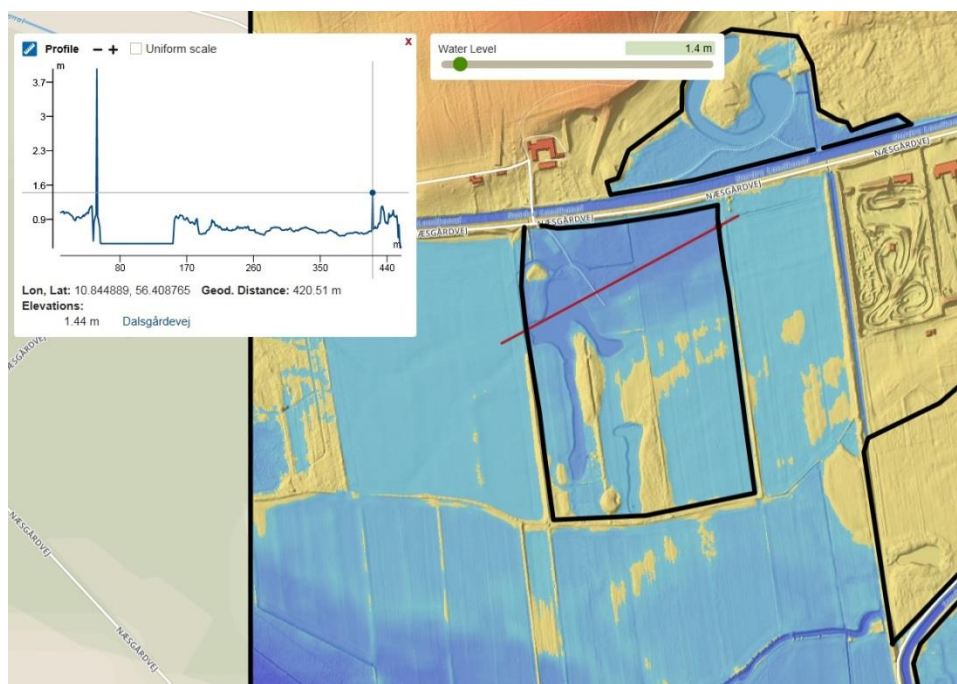 Profile − + Uniform scale x
m
3.7
3
2.3
1.6
0.9
m
80 170 260 350 440
Lon, Lat: 10.844889, 56.408765 Geod. Distance: 420.51 m
Elevations:
1.44 m Dalsgårdevej
Water Level 1.4 m
NÆSGÅRDVEJ
NÆSGÅRDVEJ
NÆSGÅRDVEJ
NÆSGÅRDVEJ
NÆSGÅRDVEJ
NÆSGÅRDVEJ